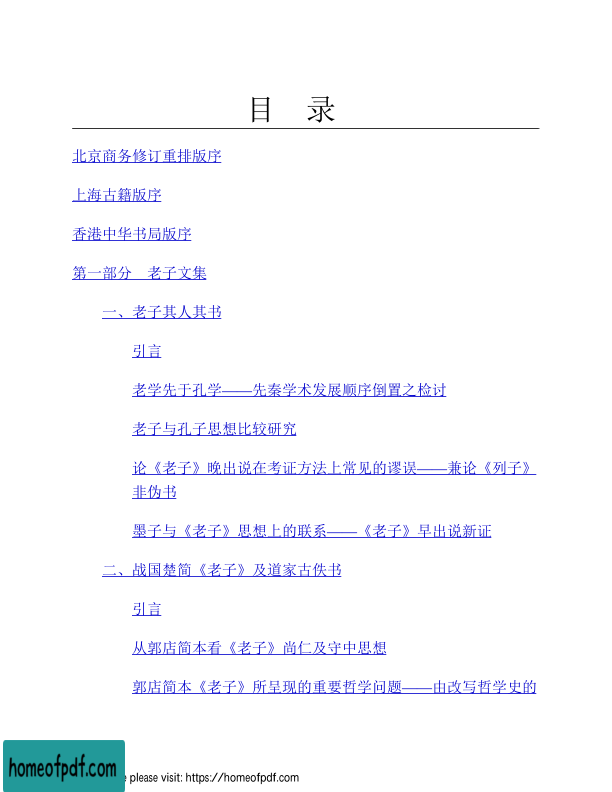 目 录
北京商务修订重排版序
上海古籍版序
香港中华书局版序
第一部分 老子文集
一、老子其人其书
引言
老学先于孔学——先秦学术发展顺序倒置之检讨
老子与孔子思想比较研究
论《老子》晚出说在考证方法上常见的谬误——兼论《列子》
非伪书
墨子与《老子》思想上的联系——《老子》早出说新证
二、战国楚简《老子》及道家古佚书
引言
从郭店简本看《老子》尚仁及守中思想
郭店简本《老子》所呈现的重要哲学问题——由改写哲学史的
homeofpdf.com
please visit: https://homeofpdf.com